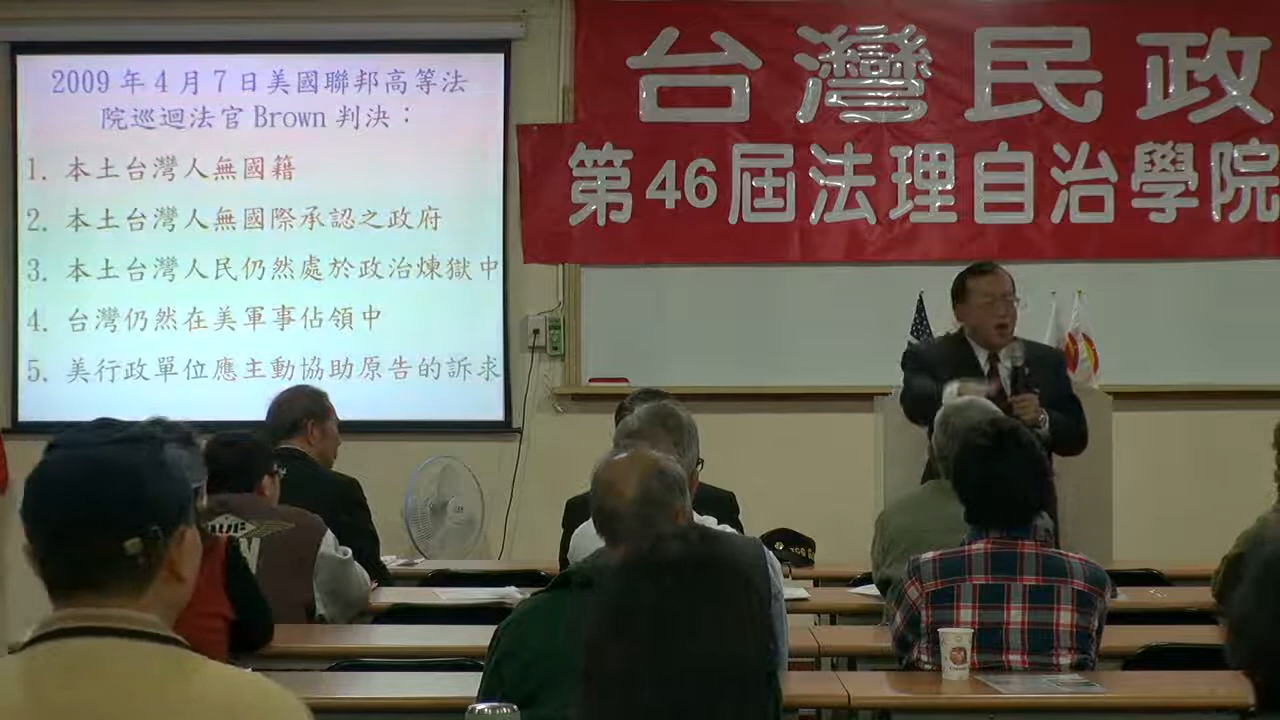 2009 年 4 月 7 日美國聯邦高等法
院巡迴法官 Brown 判決：
1. 本土台灣人無國籍
2. 本土台灣人無國際承認之政府
3. 本土台灣人民仍然處於政治煉獄中
4. 台灣仍然在美軍事佔領中
5. 美行政單位應主動協助原告的訴求
台灣民政
第46屆法理自治學院